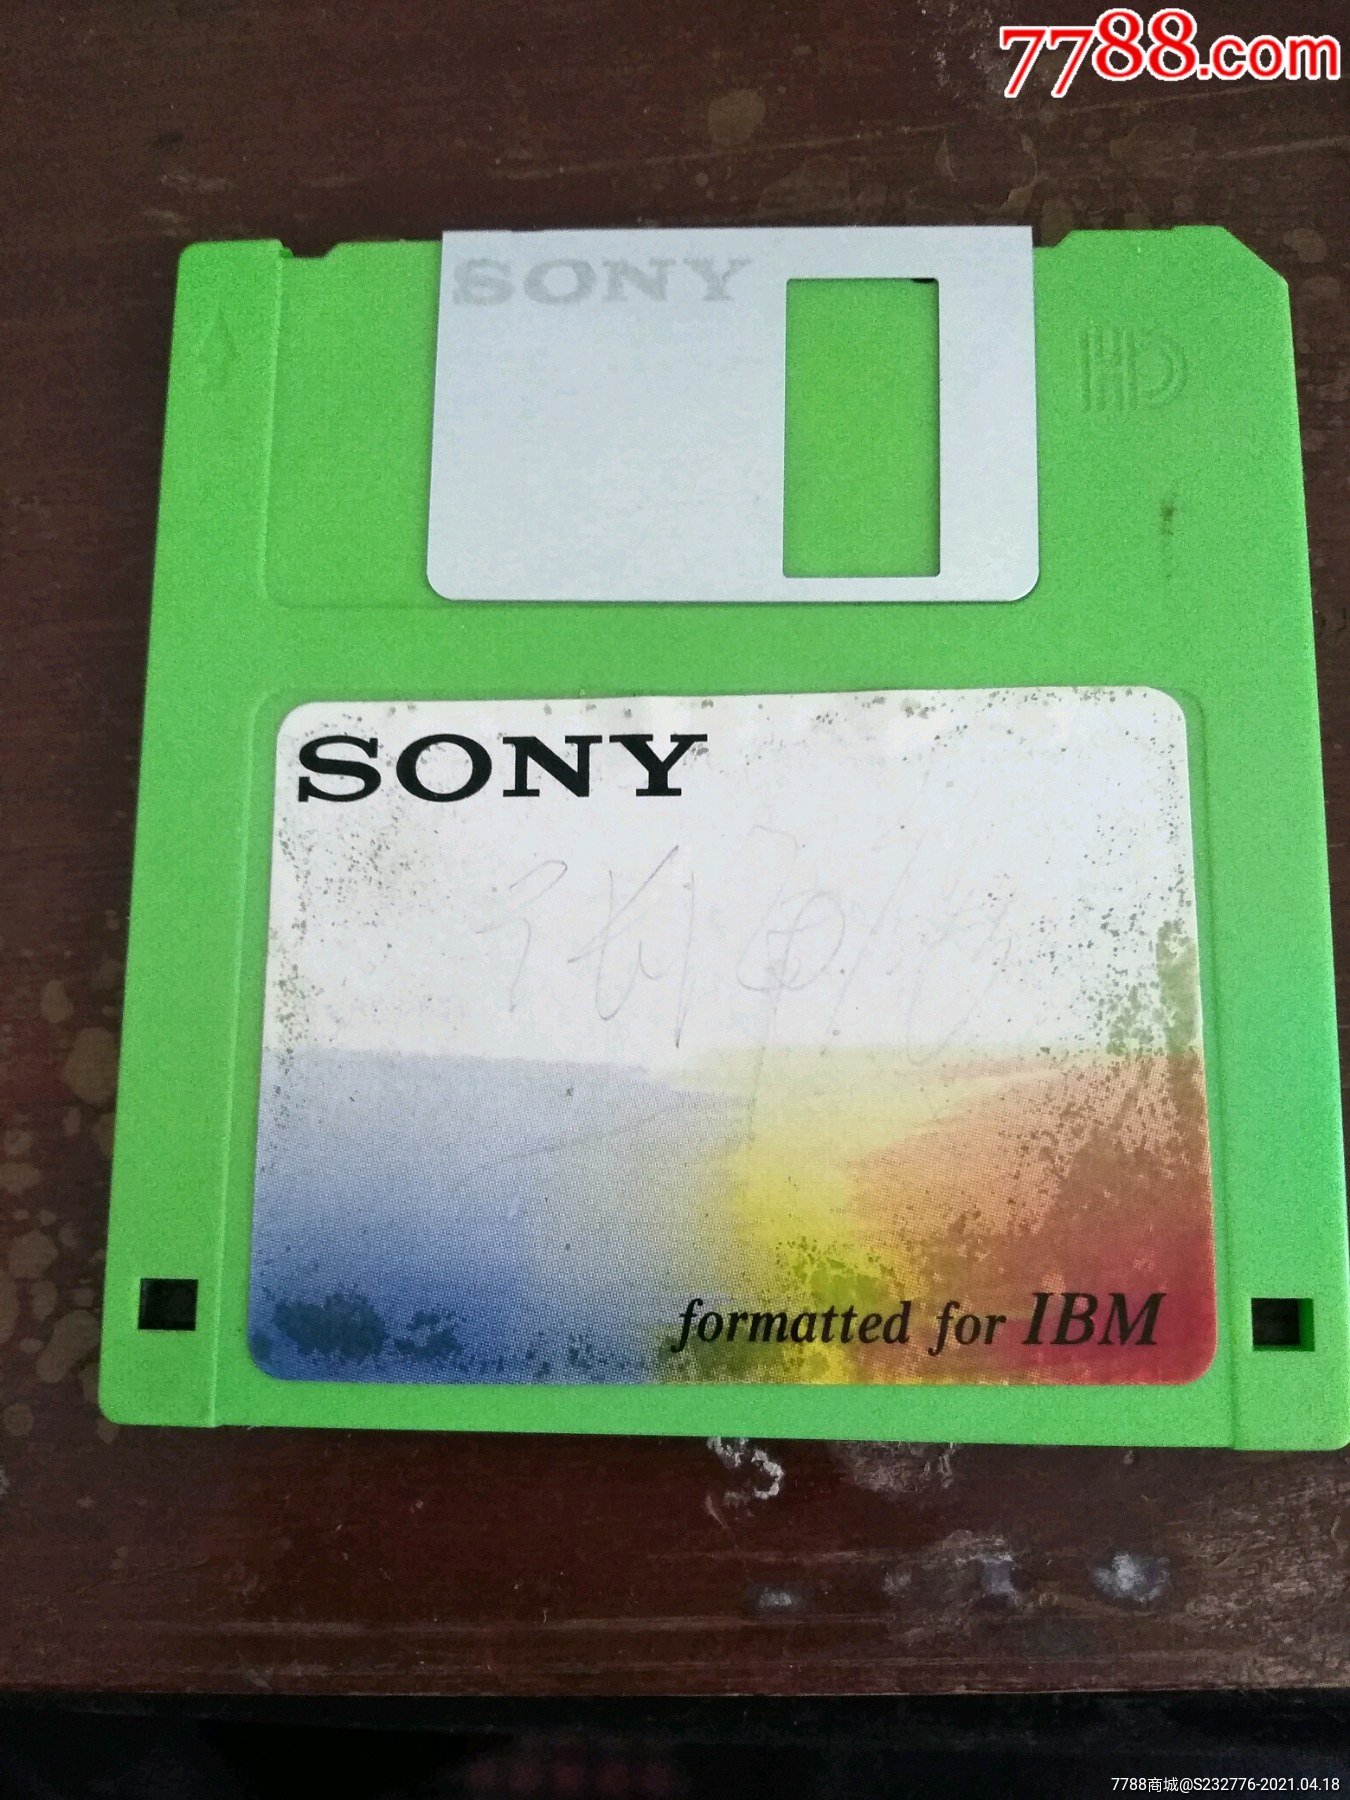 7788.com
SONY
HD
SONY
formatted for IBM
7788商城@S232776-2021.04.18